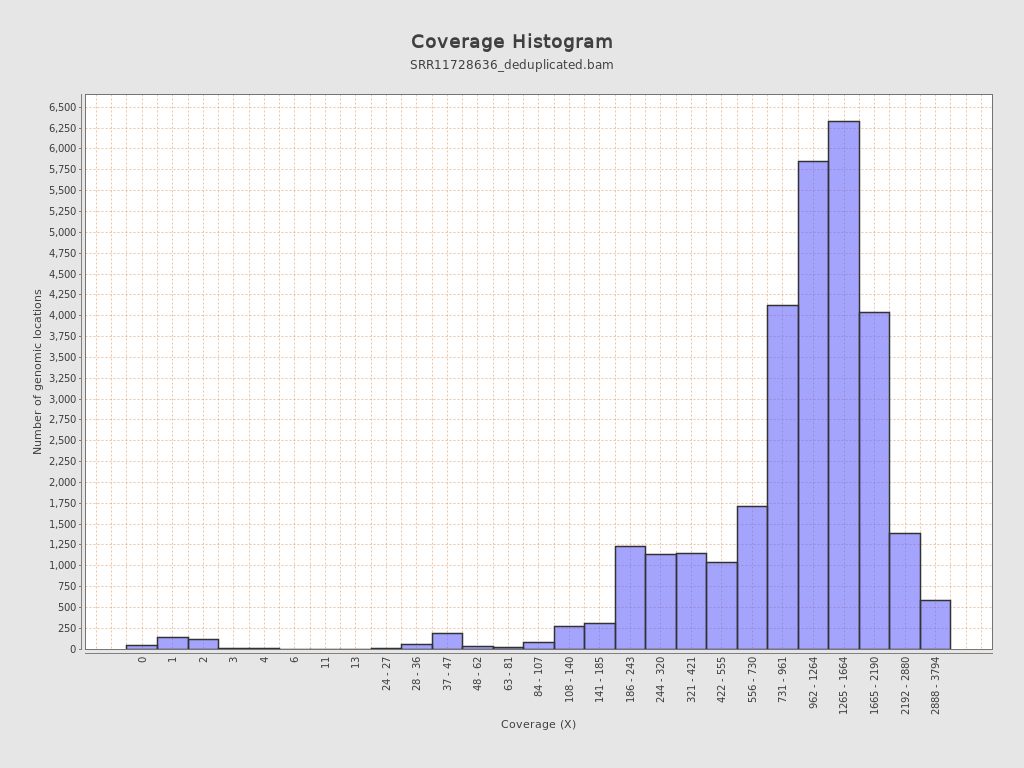 Coverage Histogram
SRR11728636_deduplicated.bam
Number of genomic locations
6,500
6,250
6,000
5,750
5,500
5,250
5,000
4,750
4,500
4,250
4,000
3,750
3,500
3,250
3,000
2,750
2,500
2,250
2,000
1,750
1,500
1,250
1,000
750
500
250
0
0
1
2
3
4
6
11
13
24 - 27
28 - 36
37 - 47
48 - 62
63 - 81
84 - 107
108 - 140
141 - 185
186 - 243
244 - 320
321 - 421
422 - 555
556 - 730
731 - 961
962 - 1264
1265 - 1664
1665 - 2190
2192 - 2880
2888 - 3794
Coverage (X)